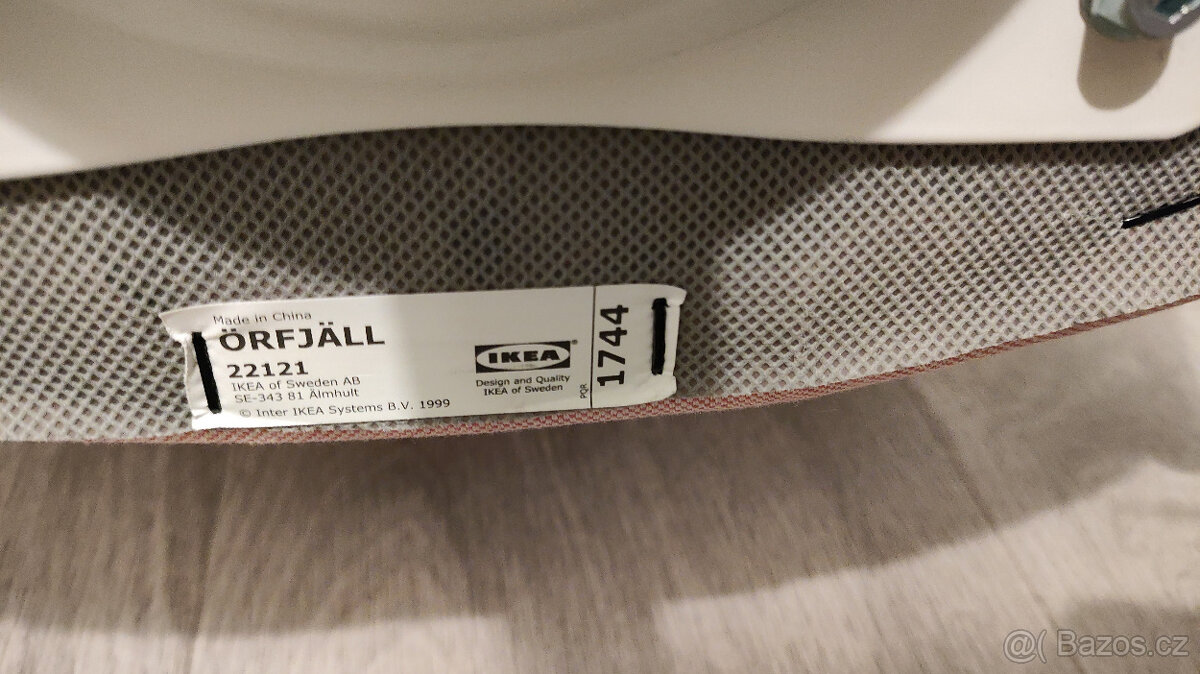 Made in China
ÖRFJÄLL
22121
IKEA of Sweden AB
SE-343 81 Älmhult
© Inter IKEA Systems B.V. 1999
IKEA
Design and Quality
IKEA of Sweden
PQR
1744
@( Bazos.cz